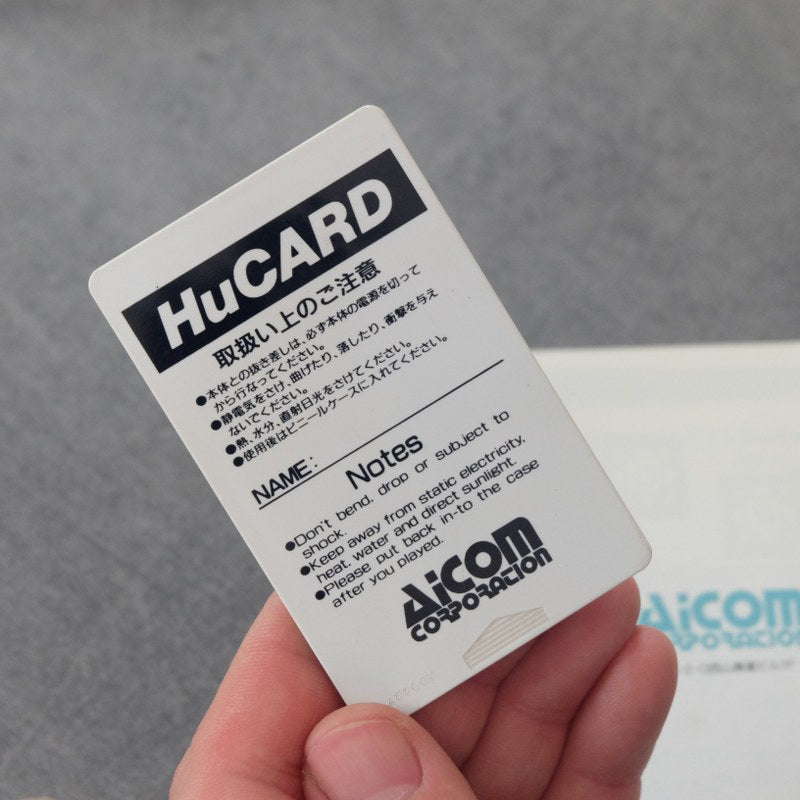 HuCARD
取扱い上のご注意
●本体との抜き差しは、必ず本体の電源を切って
から行なってください。
●静電気をさけ、曲げたり、落したり、衝撃を与え
ないでください。
●熱、水分、直射日光をさけてください。
●使用後はビニールケースに入れてください。
NAME:
Notes
●Don't bend, drop or subject to
shock.
●Keep away from static electricity,
heat, water and direct sunlight.
●Please put back in-to the case
after you played.
AiCOM
CORPORATION
AiCOM
CORPORATION